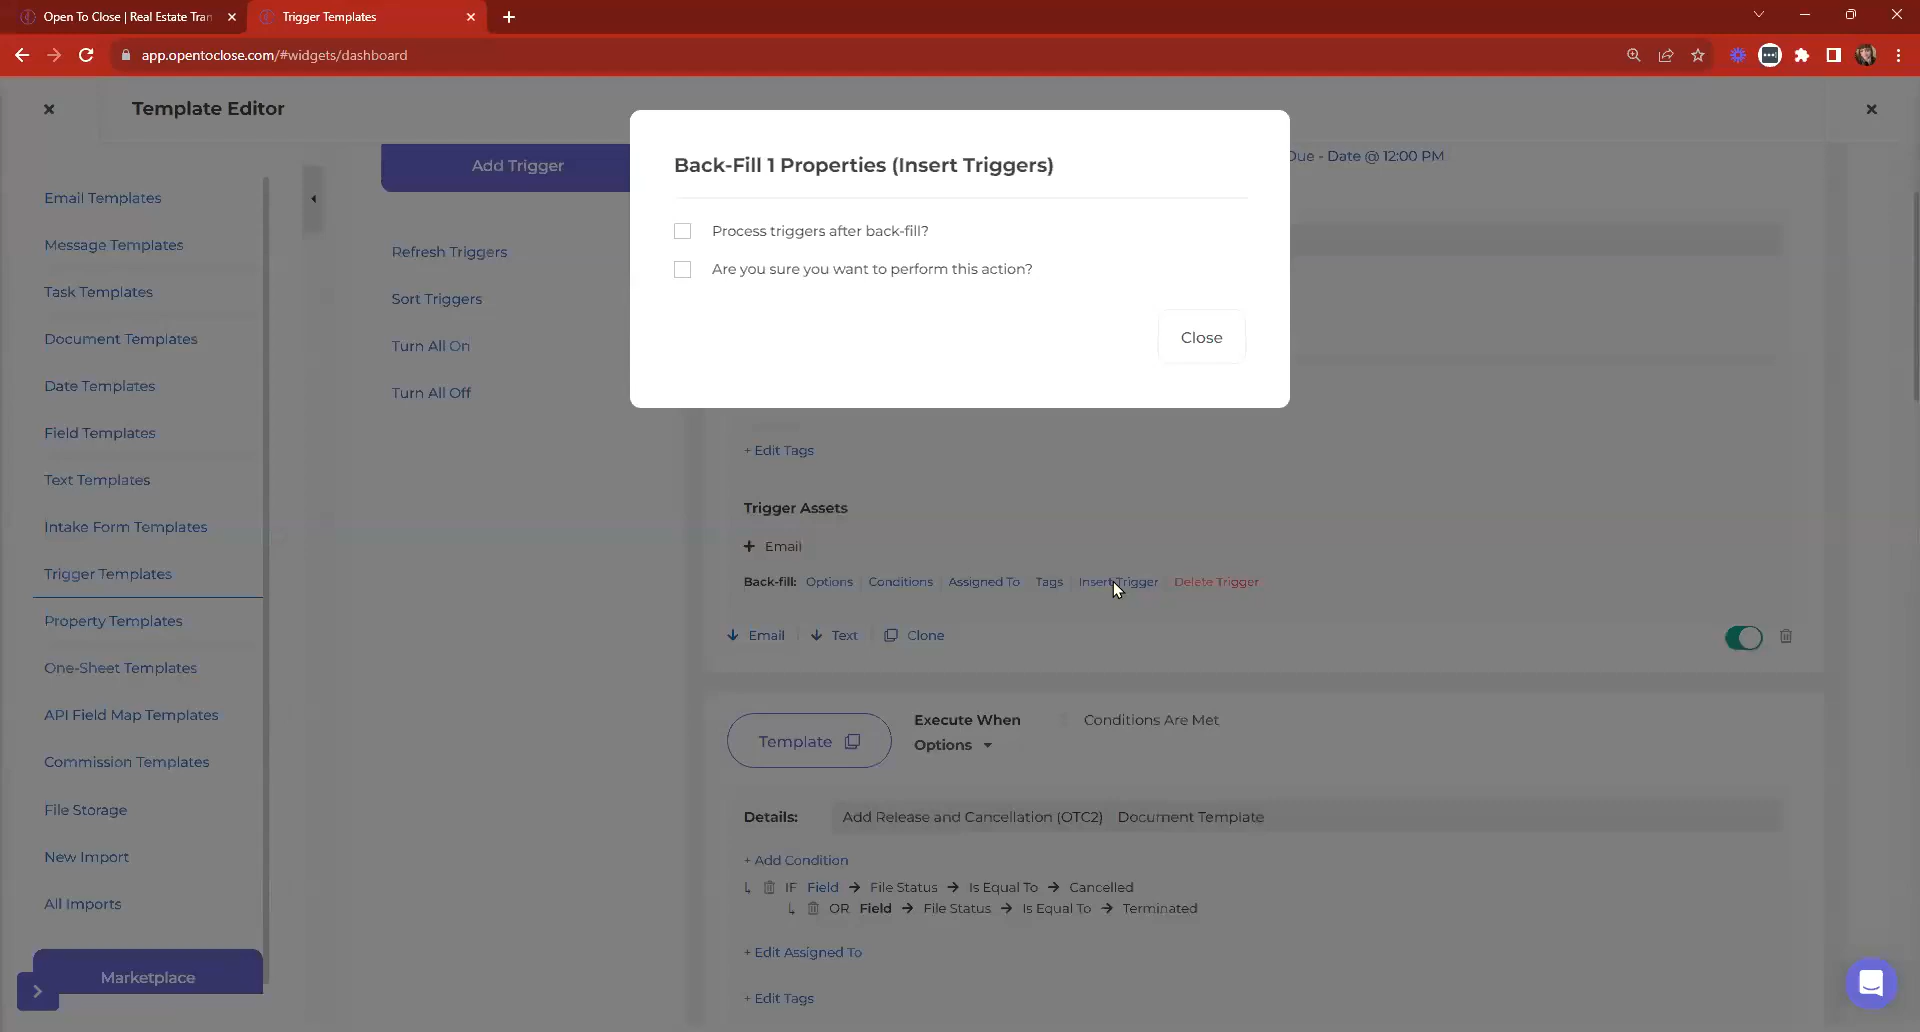 Open To Close | Real Estate Tran
Trigger Templates
app.opentoclose.com/#widgets/dashboard
Template Editor
Email Templates
Message Templates
Task Templates
Document Templates
Date Templates
Field Templates
Text Templates
Intake Form Templates
Trigger Templates
Property Templates
One-Sheet Templates
API Field Map Templates
Commission Templates
File Storage
New Import
All Imports
Marketplace
Add Trigger
Refresh Triggers
Sort Triggers
Turn All On
Turn All Off
Back-Fill 1 Properties (Insert Triggers)
Process triggers after back-fill?
Are you sure you want to perform this action?
Close
Due - Date @ 12:00 PM
+ Edit Tags
Trigger Assets
+ Email
Back-fill: Options Conditions Assigned To Tags Insert Trigger Delete Trigger
Email Text Clone
Template Execute When Conditions Are Met
Options
Details: Add Release and Cancellation (OTC2) Document Template
+ Add Condition
IF Field → File Status → Is Equal To → Cancelled
OR Field → File Status → Is Equal To → Terminated
+ Edit Assigned To
+ Edit Tags